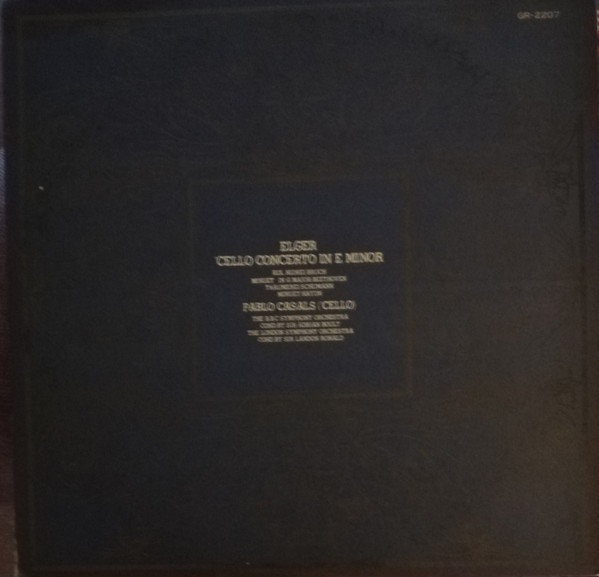 GR-2207
ELGER
'CELLO CONCERTO IN E MINOR
KOL NIDREI BRUCH
MINUET IN G MAJOR BEETHOVEN
TRAUMEREI SCHUMANN
MINUET HAYDN
PABLO CASALS (CELLO)
THE B.B.C SYMPHONY ORCHESTRA
COND. BY SIR ADRIAN BOULT
THE LONDON SYMPHONY ORCHESTRA
COND. BY SIR LANDON RONALD